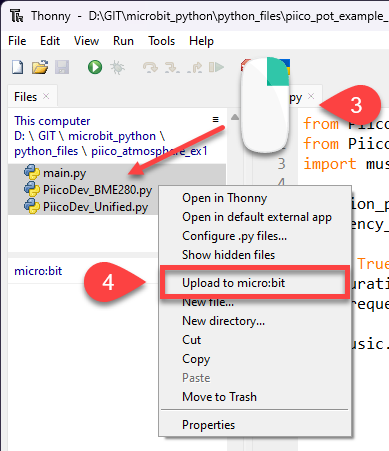 Thonny - D:\GIT\microbit_python\python_files\piico_pot_example_
File Edit View Run Tools Help
Files ×
.py ×
3
This computer
D: \ GIT \ microbit_python \
python_files \ piico_atmosphere_ex1
main.py
PiicoDev_BME280.py
PiicoDev_Unified.py
micro:bit
4
Open in Thonny
Open in default external app
Configure .py files...
Show hidden files
Upload to micro:bit
New file...
New directory...
Cut
Copy
Paste
Move to Trash
Properties
from Piico
from Piico
3 import mus
4
ion_p
ency_
True
urati
reque
usic.